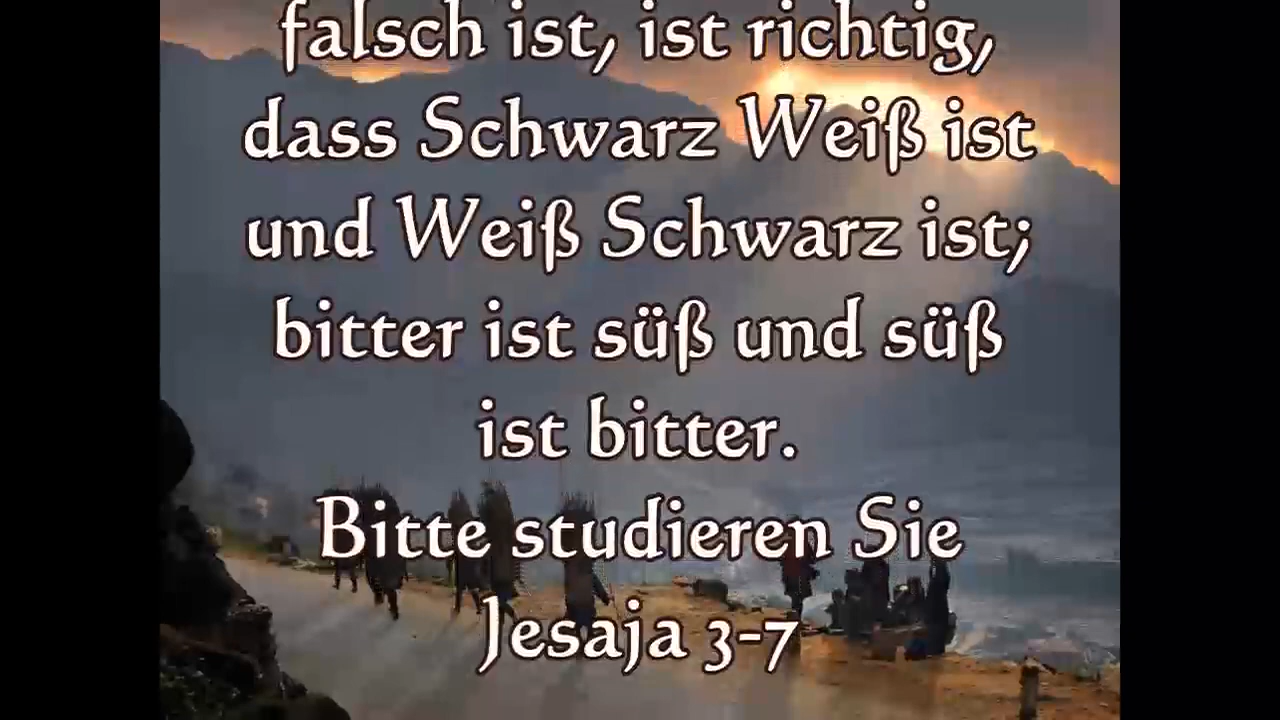 falsch ist, ist richtig,
dass Schwarz Weiß ist
und Weiß Schwarz ist;
bitter ist süß und süß
ist bitter.
Bitte studieren Sie
Jesaja 3-7